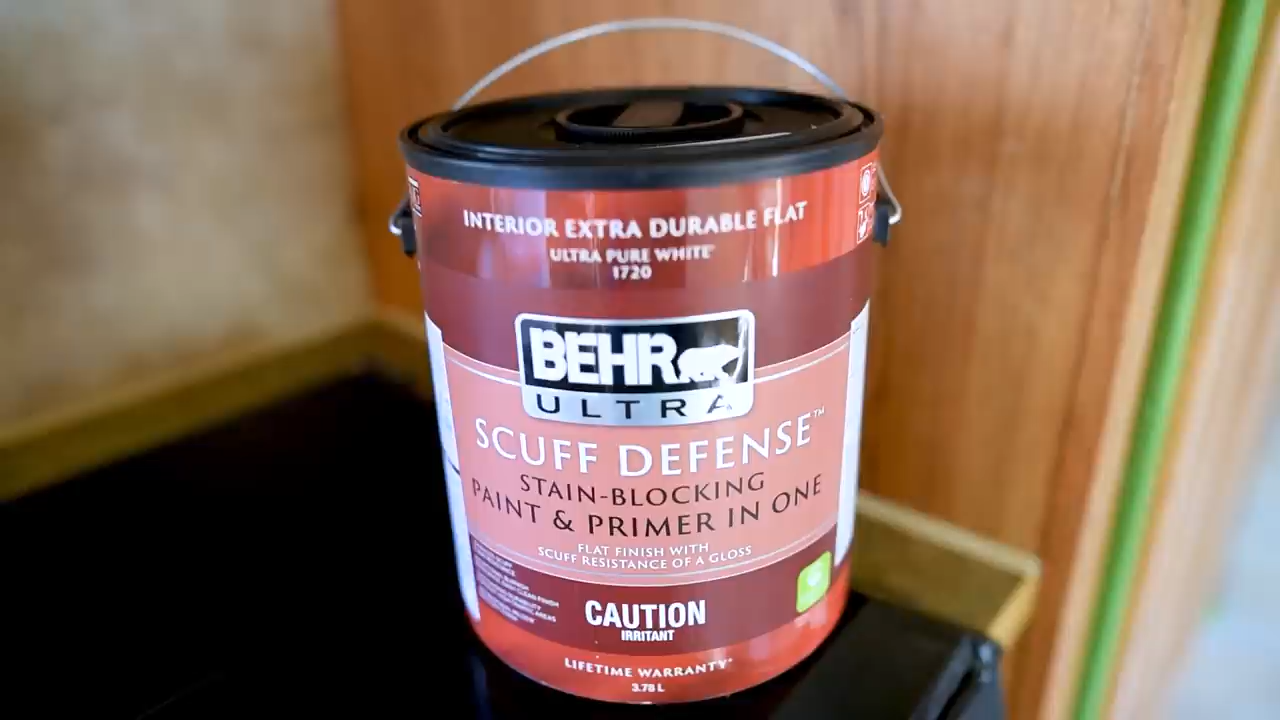 INTERIOR EXTRA DURABLE FLAT
ULTRA PURE WHITE®
1720
BEHR
ULTRA
SCUFF DEFENSE™
STAIN-BLOCKING
PAINT & PRIMER IN ONE
FLAT FINISH WITH
SCUFF RESISTANCE OF A GLOSS
CAUTION
IRRITANT
LIFETIME WARRANTY
3.78 L